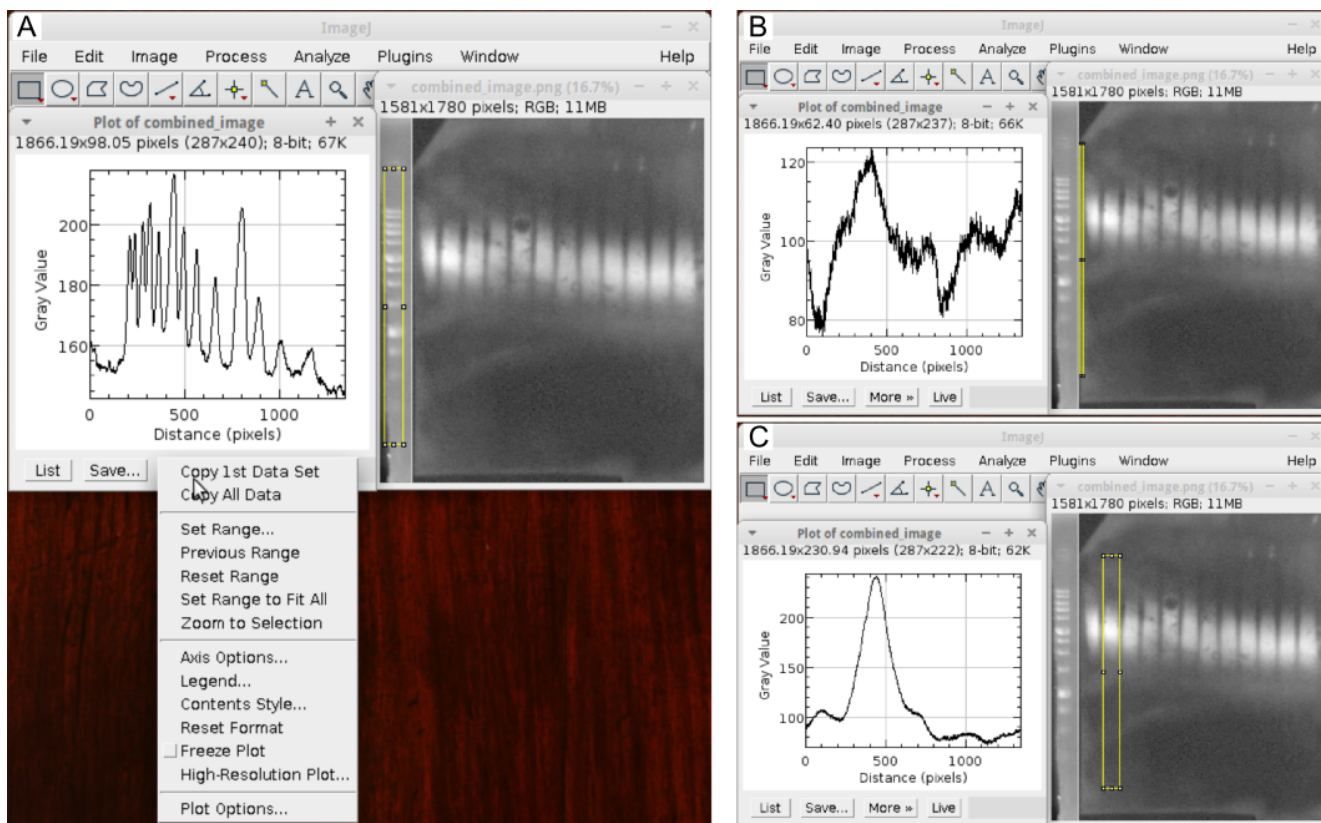 A
ImageJ
File Edit Image Process Analyze Plugins Window Help
combined_image.png (16.7%)
1581x1780 pixels; RGB; 11MB
Plot of combined_image
1866.19x98.05 pixels (287x240); 8-bit; 67K
200
180
160
Gray Value
0 500 1000
Distance (pixels)
List Save...
Copy 1st Data Set
Copy All Data
Set Range...
Previous Range
Reset Range
Set Range to Fit All
Zoom to Selection
Axis Options...
Legend...
Contents Style...
Reset Format
Freeze Plot
High-Resolution Plot...
Plot Options...
B
ImageJ
File Edit Image Process Analyze Plugins Window Help
combined_image.png (16.7%)
1581x1780 pixels; RGB; 11MB
Plot of combined_image
1866.19x62.40 pixels (287x237); 8-bit; 66K
120
100
80
Gray Value
0 500 1000
Distance (pixels)
List Save... More » Live
C
ImageJ
File Edit Image Process Analyze Plugins Window Help
combined_image.png (16.7%)
1581x1780 pixels; RGB; 11MB
Plot of combined_image
1866.19x230.94 pixels (287x222); 8-bit; 62K
200
150
100
Gray Value
0 500 1000
Distance (pixels)
List Save... More » Live